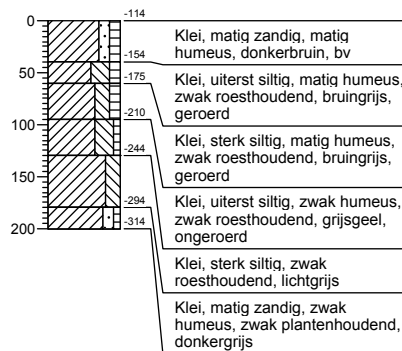 0
50
100
150
200
-114
-154
-175
-210
-244
-294
-314
Klei, matig zandig, matig
humeus, donkerbruin, bv
Klei, uiterst siltig, matig humeus,
zwak roesthoudend, bruingrijs,
geroerd
Klei, sterk siltig, matig humeus,
zwak roesthoudend, bruingrijs,
geroerd
Klei, uiterst siltig, zwak humeus,
zwak roesthoudend, grijsgeel,
ongeroerd
Klei, sterk siltig, zwak
roesthoudend, lichtgrijs
Klei, matig zandig, zwak
humeus, zwak plantenhoudend,
donkergrijs